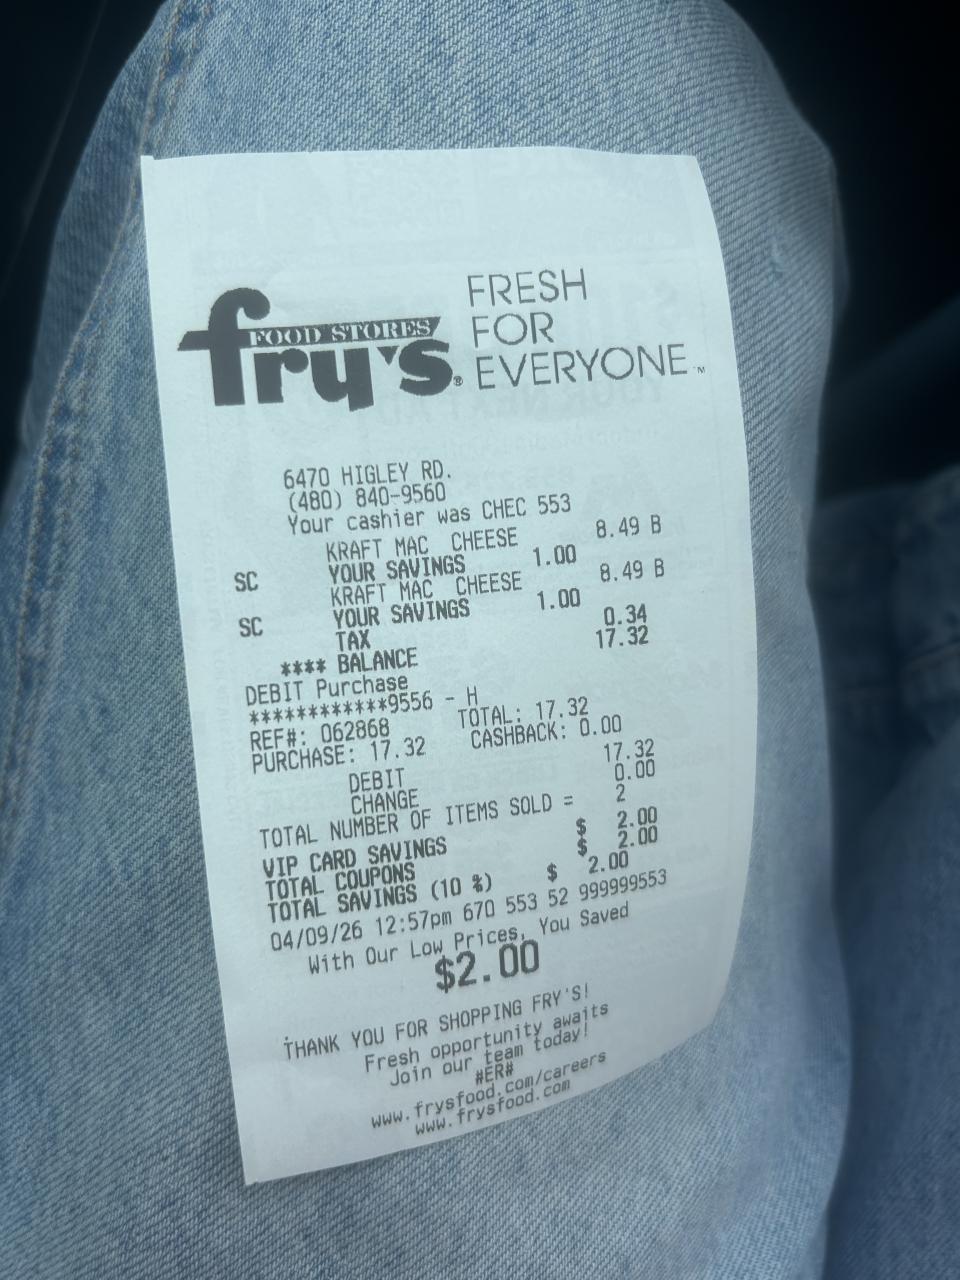 fry's
FOOD STORES
FRESH
FOR
EVERYONE™
6470 HIGLEY RD.
(480) 840-9560
Your cashier was CHEC 553
KRAFT MAC CHEESE 8.49 B
SC YOUR SAVINGS 1.00
KRAFT MAC CHEESE 8.49 B
SC YOUR SAVINGS 1.00
TAX 0.34
**** BALANCE 17.32
DEBIT Purchase
************9556 - H
REF#: 062868 TOTAL: 17.32
PURCHASE: 17.32 CASHBACK: 0.00
DEBIT 17.32
CHANGE 0.00
TOTAL NUMBER OF ITEMS SOLD = 2
VIP CARD SAVINGS $ 2.00
TOTAL COUPONS $ 2.00
TOTAL SAVINGS (10 %) $ 2.00
04/09/26 12:57pm 670 553 52 999999553
With Our Low Prices, You Saved
$2.00
THANK YOU FOR SHOPPING FRY'S!
Fresh opportunity awaits
Join our team today!
#ER#
www.frysfood.com/careers
www.frysfood.com